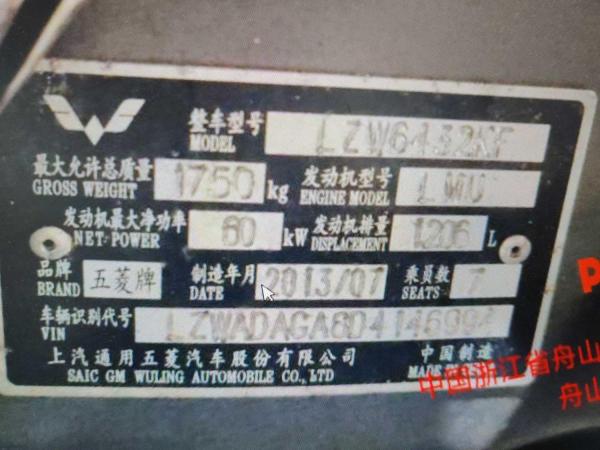 整车型号 MODEL LZW6432KF
最大允许总质量 GROSS WEIGHT 1750 kg 发动机型号 ENGINE MODEL LMU
发动机最大净功率 NET POWER 60 kW 发动机排量 DISPLACEMENT 1.206 L
品牌 BRAND 五菱牌 制造年月 DATE 2013/07 乘员数 SEATS 7
车辆识别代号 VIN
上汽通用五菱汽车股份有限公司 中国制造
SAIC GM WULING AUTOMOBILE CO., LTD MADE
中国浙江省舟山
舟山